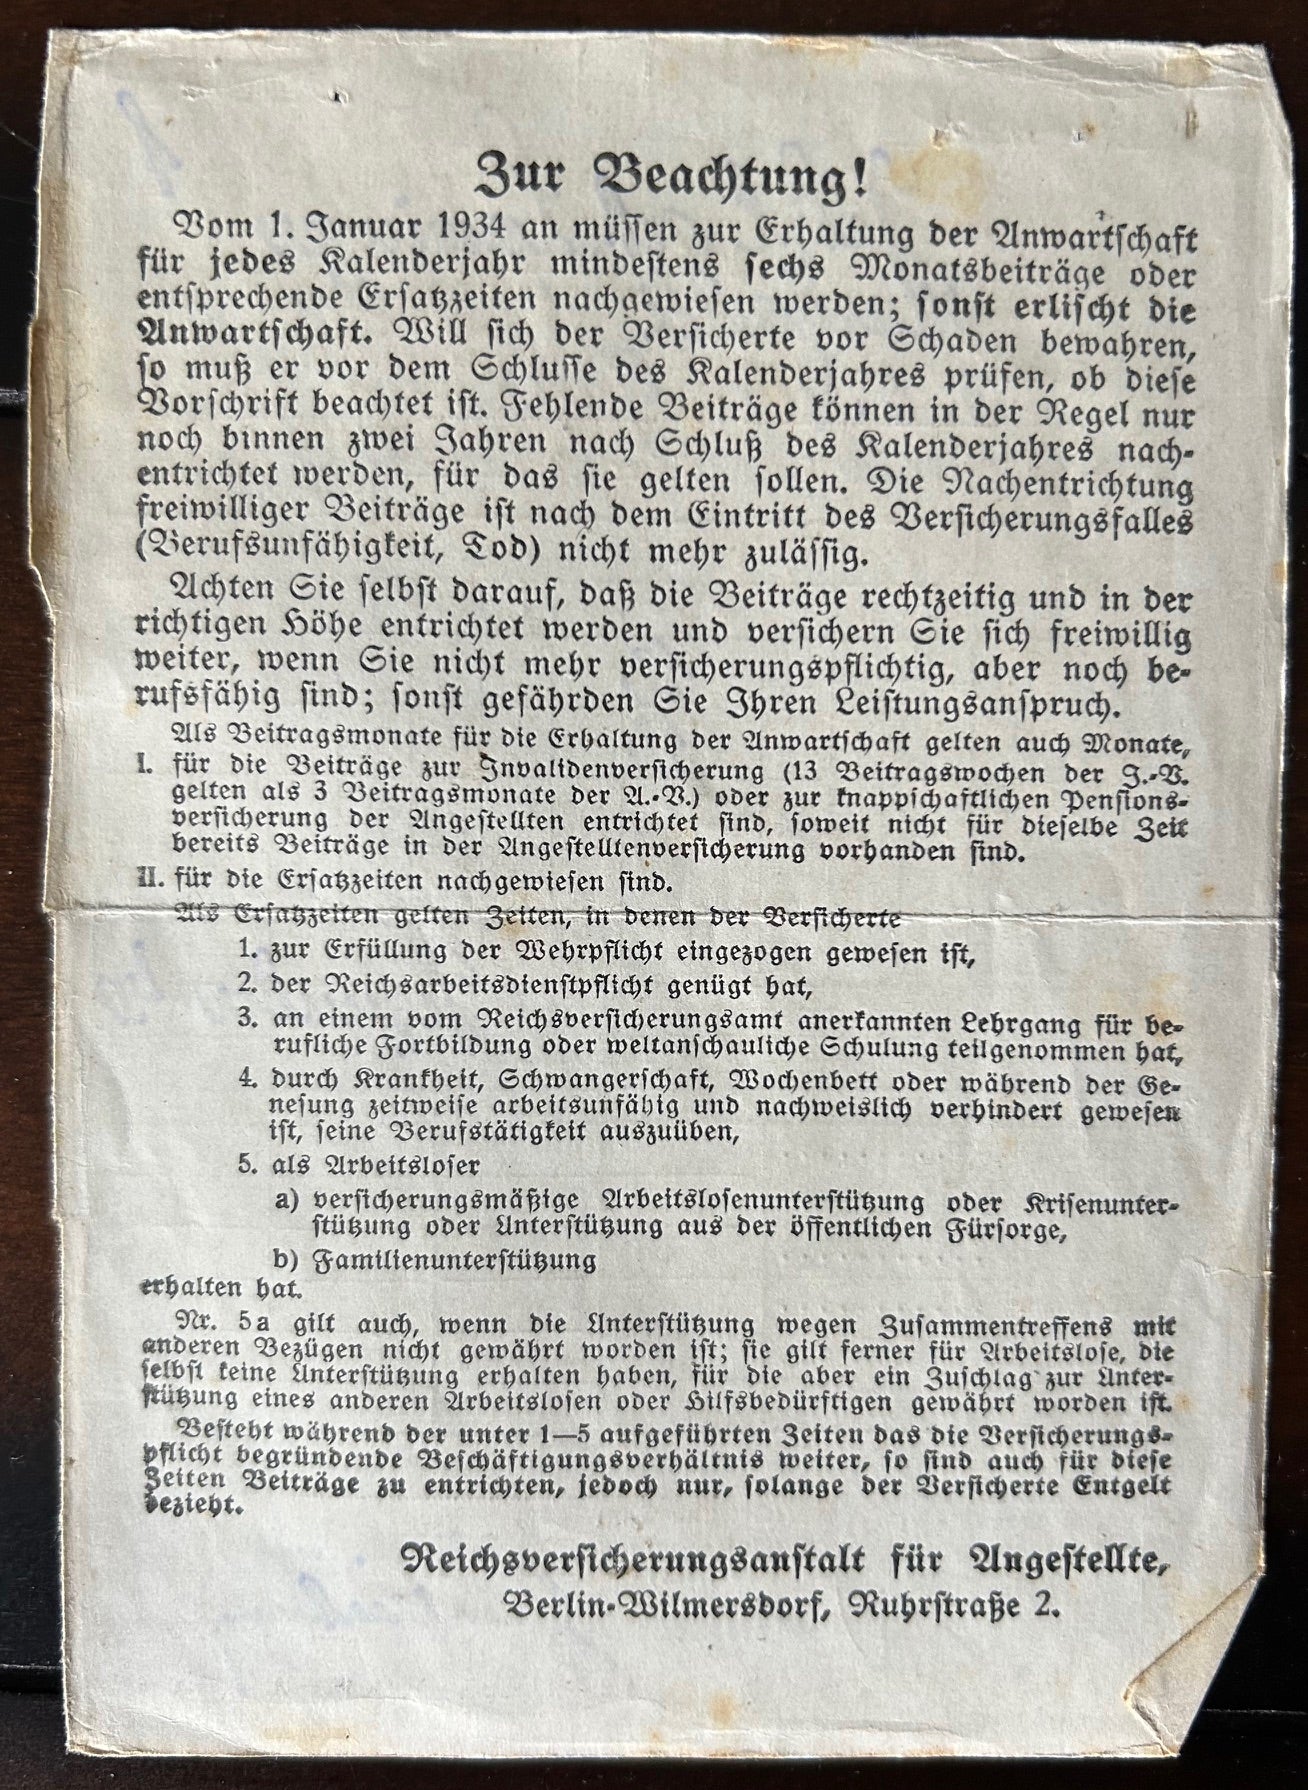 Zur Beachtung!
Vom 1. Januar 1934 an müssen zur Erhaltung der Anwartschaft
für jedes Kalenderjahr mindestens sechs Monatsbeiträge oder
entsprechende Ersatzzeiten nachgewiesen werden; sonst erlischt die
Anwartschaft. Will sich der Versicherte vor Schaden bewahren,
so muß er vor dem Schlusse des Kalenderjahres prüfen, ob diese
Vorschrift beachtet ist. Fehlende Beiträge können in der Regel nur
noch binnen zwei Jahren nach Schluß des Kalenderjahres nach-
entrichtet werden, für das sie gelten sollen. Die Nachentrichtung
freiwilliger Beiträge ist nach dem Eintritt des Versicherungsfalles
(Berufsunfähigkeit, Tod) nicht mehr zulässig.
Achten Sie selbst darauf, daß die Beiträge rechtzeitig und in der
richtigen Höhe entrichtet werden und versichern Sie sich freiwillig
weiter, wenn Sie nicht mehr versicherungspflichtig, aber noch be-
rufsfähig sind; sonst gefährden Sie Ihren Leistungsanspruch.
Als Beitragsmonate für die Erhaltung der Anwartschaft gelten auch Monate,
I. für die Beiträge zur Invalidenversicherung (13 Beitragswochen der J.-V.
gelten als 3 Beitragsmonate der A.-V.) oder zur knappschaftlichen Pensions-
versicherung der Angestellten entrichtet sind, soweit nicht für dieselbe Zeit
bereits Beiträge in der Angestelltenversicherung vorhanden sind.
II. für die Ersatzzeiten nachgewiesen sind.
Als Ersatzzeiten gelten Zeiten, in denen der Versicherte
1. zur Erfüllung der Wehrpflicht eingezogen gewesen ist,
2. der Reichsarbeitsdienstpflicht genügt hat,
3. an einem vom Reichsversicherungsamt anerkannten Lehrgang für be-
rufliche Fortbildung oder weltanschauliche Schulung teilgenommen hat,
4. durch Krankheit, Schwangerschaft, Wochenbett oder während der Ge-
nesung zeitweise arbeitsunfähig und nachweislich verhindert gewesen
ist, seine Berufstätigkeit auszuüben,
5. als Arbeitsloser
a) versicherungsmäßige Arbeitslosenunterstützung oder Krisenunter-
stützung oder Unterstützung aus der öffentlichen Fürsorge,
b) Familienunterstützung
erhalten hat.
Nr. 5a gilt auch, wenn die Unterstützung wegen Zusammentreffens mit
anderen Bezügen nicht gewährt worden ist; sie gilt ferner für Arbeitslose, die
selbst keine Unterstützung erhalten haben, für die aber ein Zuschlag zur Unter-
stützung eines anderen Arbeitslosen oder Hilfsbedürftigen gewährt worden ist.
Besteht während der unter 1—5 aufgeführten Zeiten das die Versicherungs-
pflicht begründende Beschäftigungsverhältnis weiter, so sind auch für diese
Zeiten Beiträge zu entrichten, jedoch nur, solange der Versicherte Entgelt
bezieht.
Reichsversicherungsanstalt für Angestellte,
Berlin-Wilmersdorf, Ruhrstraße 2.